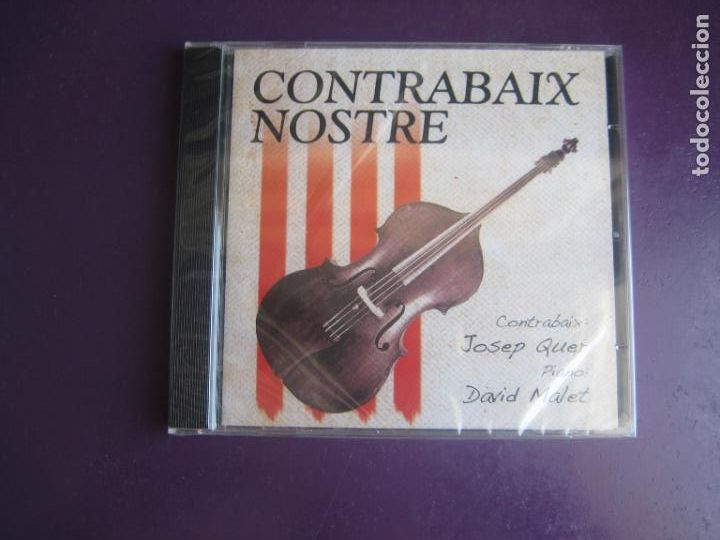 CONTRABAIX
NOSTRE
Contrabaix:
Josep Quer
Piano:
David Malet
todocoleccion